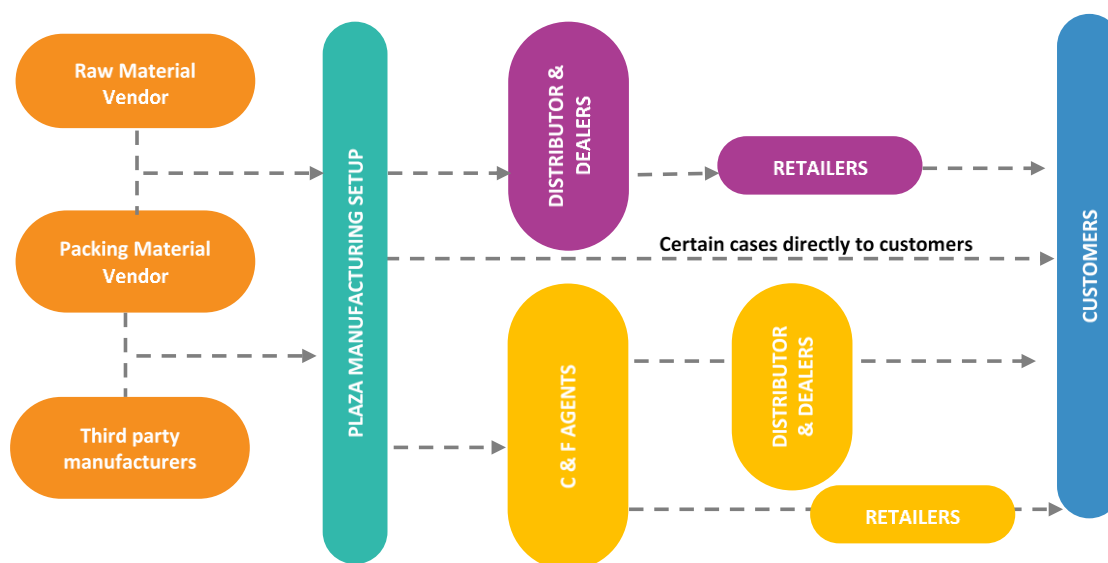 Raw Material
Vendor
Packing Material
Vendor
Third party
manufacturers
PLAZA MANUFACTURING SETUP
DISTRIBUTOR &
DEALERS
RETAILERS
Certain cases directly to customers
C & F AGENTS
DISTRIBUTOR
& DEALERS
RETAILERS
CUSTOMERS